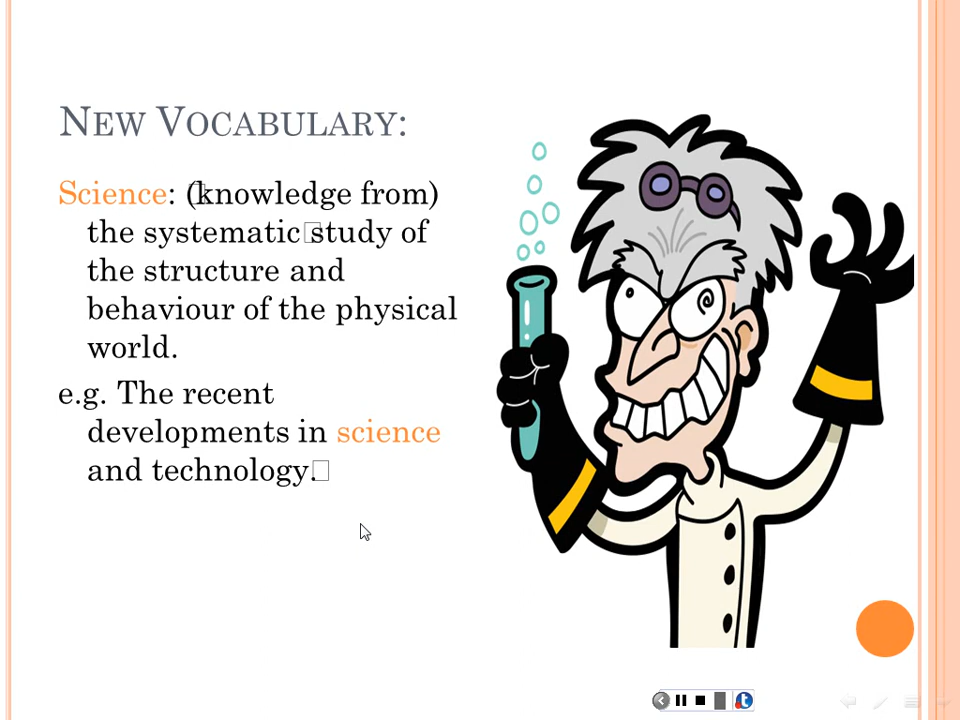 NEW VOCABULARY:
Science: (knowledge from)
the systematic study of
the structure and
behaviour of the physical
world.
e.g. The recent
developments in science
and technology.